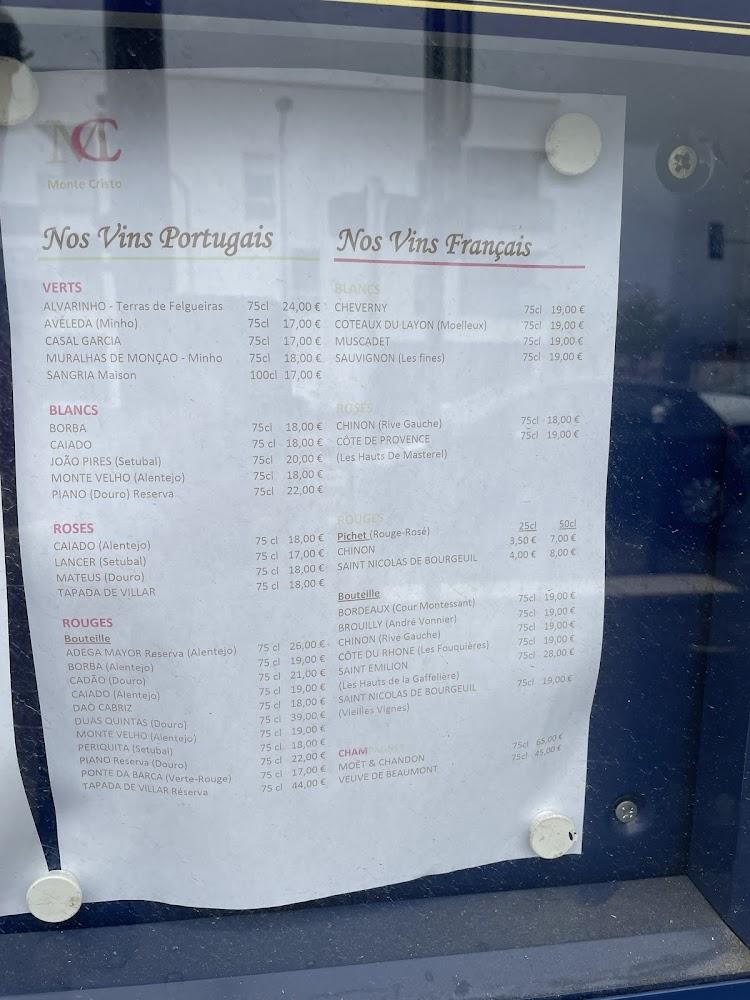 MC
Monte Cristo
Nos Vins Portugais
VERTS
ALVARINHO - Terras de Felgueiras 75cl 24,00 €
AVELEDA (Minho) 75cl 17,00 €
CASAL GARCIA 75cl 17,00 €
MURALHAS DE MONÇAO - Minho 75cl 18,00 €
SANGRIA Maison 100cl 17,00 €
BLANCS
BORBA 75cl 18,00 €
CAIADO 75 cl 18,00 €
JOÃO PIRES (Setubal) 75cl 20,00 €
MONTE VELHO (Alentejo) 75cl 18,00 €
PIANO (Douro) Reserva 75cl 22,00 €
ROSES
CAIADO (Alentejo) 75 cl 18,00 €
LANCER (Setubal) 75 cl 17,00 €
MATEUS (Douro) 75 cl 18,00 €
TAPADA DE VILLAR 75 cl 18,00 €
ROUGES
Bouteille
ADEGA MAYOR Reserva (Alentejo) 75 cl 26,00 €
BORBA (Alentejo) 75 cl 19,00 €
CADÃO (Douro) 75 cl 21,00 €
CAIADO (Alentejo) 75 cl 19,00 €
DAÕ CABRIZ 75 cl 18,00 €
DUAS QUINTAS (Douro) 75 cl 39,00 €
MONTE VELHO (Alentejo) 75 cl 19,00 €
PERIQUITA (Setubal) 75 cl 18,00 €
PIANO Reserva (Douro) 75 cl 22,00 €
PONTE DA BARCA (Verte-Rouge) 75 cl 17,00 €
TAPADA DE VILLAR Réserva 75 cl 44,00 €
Nos Vins Français
BLANCS
CHEVERNY 75cl 19,00 €
COTEAUX DU LAYON (Moelleux) 75cl 19,00 €
MUSCADET 75cl 19,00 €
SAUVIGNON (Les fines) 75cl 19,00 €
ROSES
CHINON (Rive Gauche) 75cl 18,00 €
CÔTE DE PROVENCE 75cl 19,00 €
(Les Hauts De Masterel)
ROUGES
Pichet (Rouge-Rosé) 25cl 50cl
CHINON 3,50 € 7,00 €
SAINT NICOLAS DE BOURGEUIL 4,00 € 8,00 €
Bouteille
BORDEAUX (Cour Montessant) 75cl 19,00 €
BROUILLY (André Vonnier) 75cl 19,00 €
CHINON (Rive Gauche) 75cl 19,00 €
CÔTE DU RHONE (Les Fouquières) 75cl 19,00 €
SAINT EMILION 75cl 28,00 €
(Les Hauts de la Gaffelière)
SAINT NICOLAS DE BOURGEUIL 75cl 19,00 €
(Vieilles Vignes)
CHAMPAGNES
MOËT & CHANDON 75cl 65,00 €
VEUVE DE BEAUMONT 75cl 45,00 €